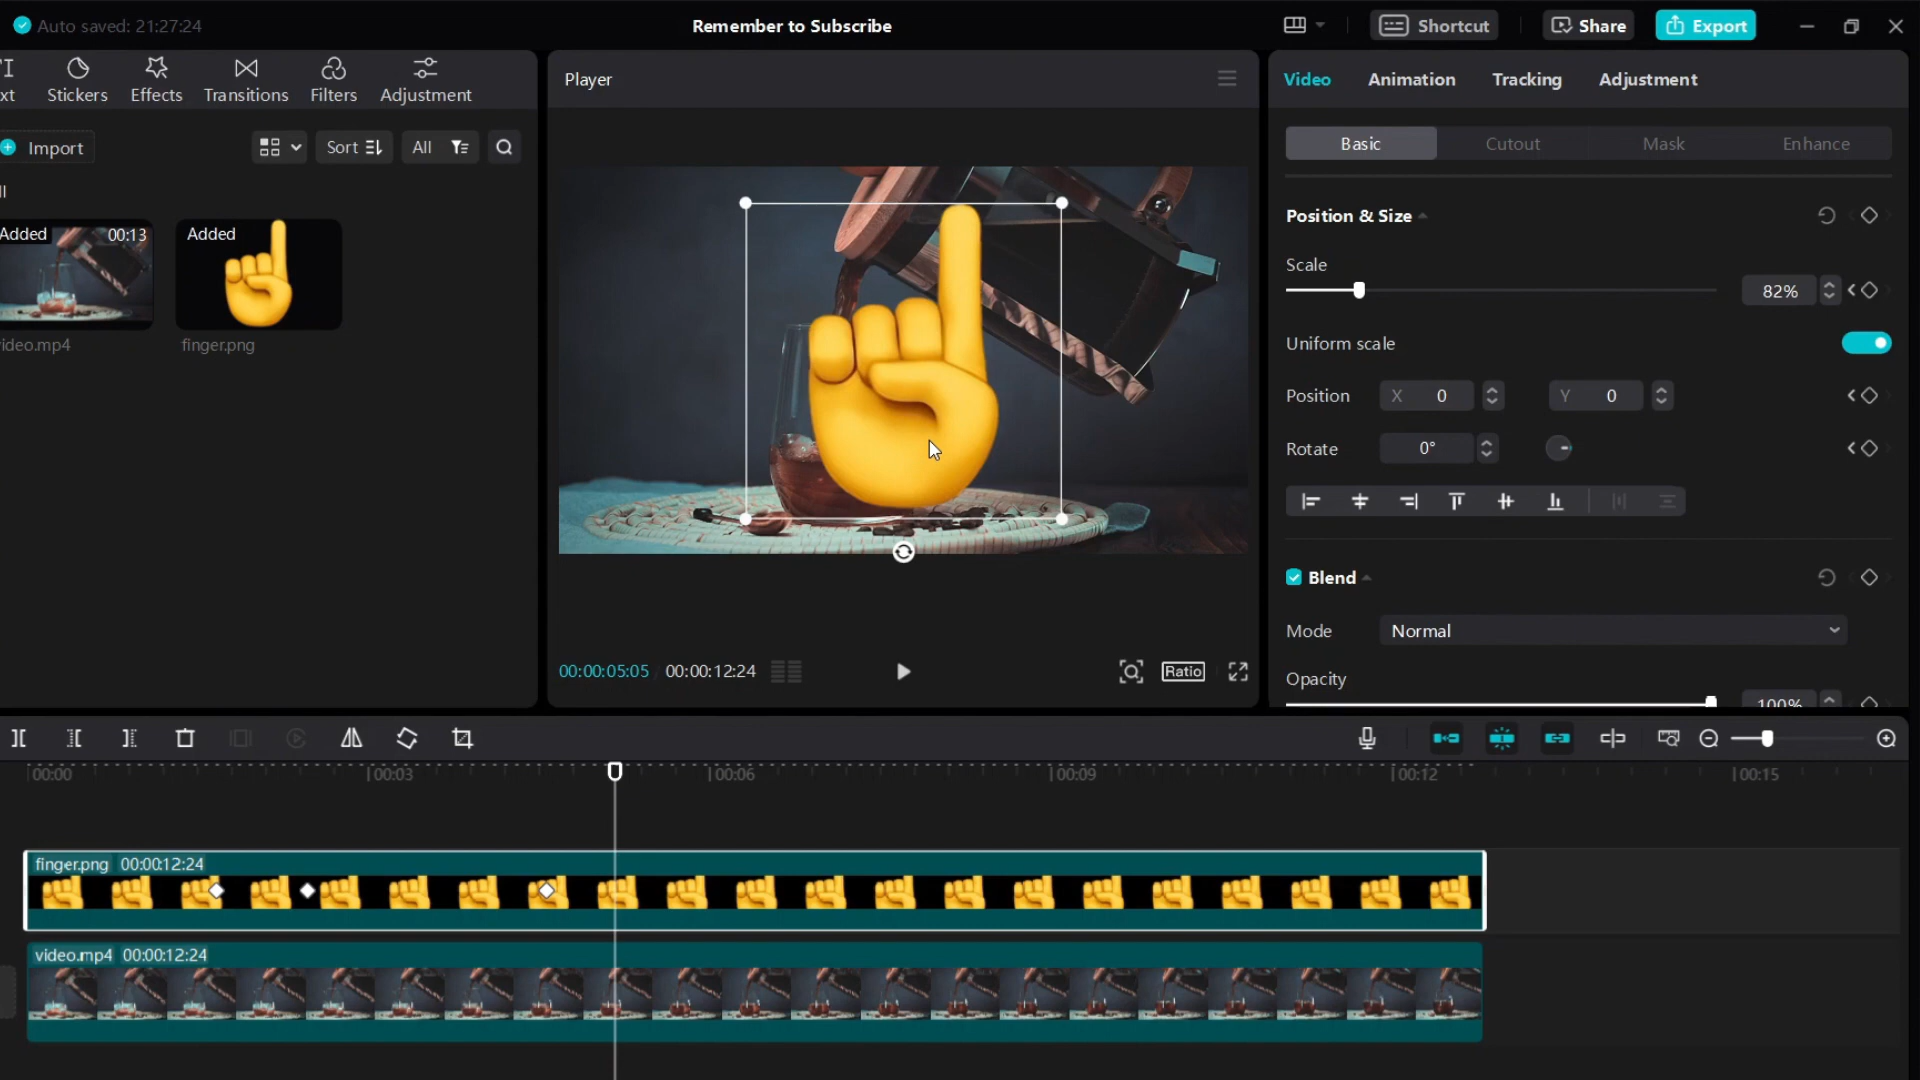 Auto saved: 21:27:24
Remember to Subscribe
Shortcut
Share
Export
xt
Stickers
Effects
Transitions
Filters
Adjustment
Player
Video
Animation
Tracking
Adjustment
Import
Sort
All
Basic
Cutout
Mask
Enhance
ll
Added
00:13
Added
ideo.mp4
finger.png
Position & Size
Scale
82%
Uniform scale
Position
X 0
Y 0
Rotate
0°
Blend
Mode
Normal
Opacity
100%
00:00:05:05
00:00:12:24
Ratio
00:00
00:03
00:06
00:09
00:12
00:15
finger.png 00:00:12:24
video.mp4 00:00:12:24